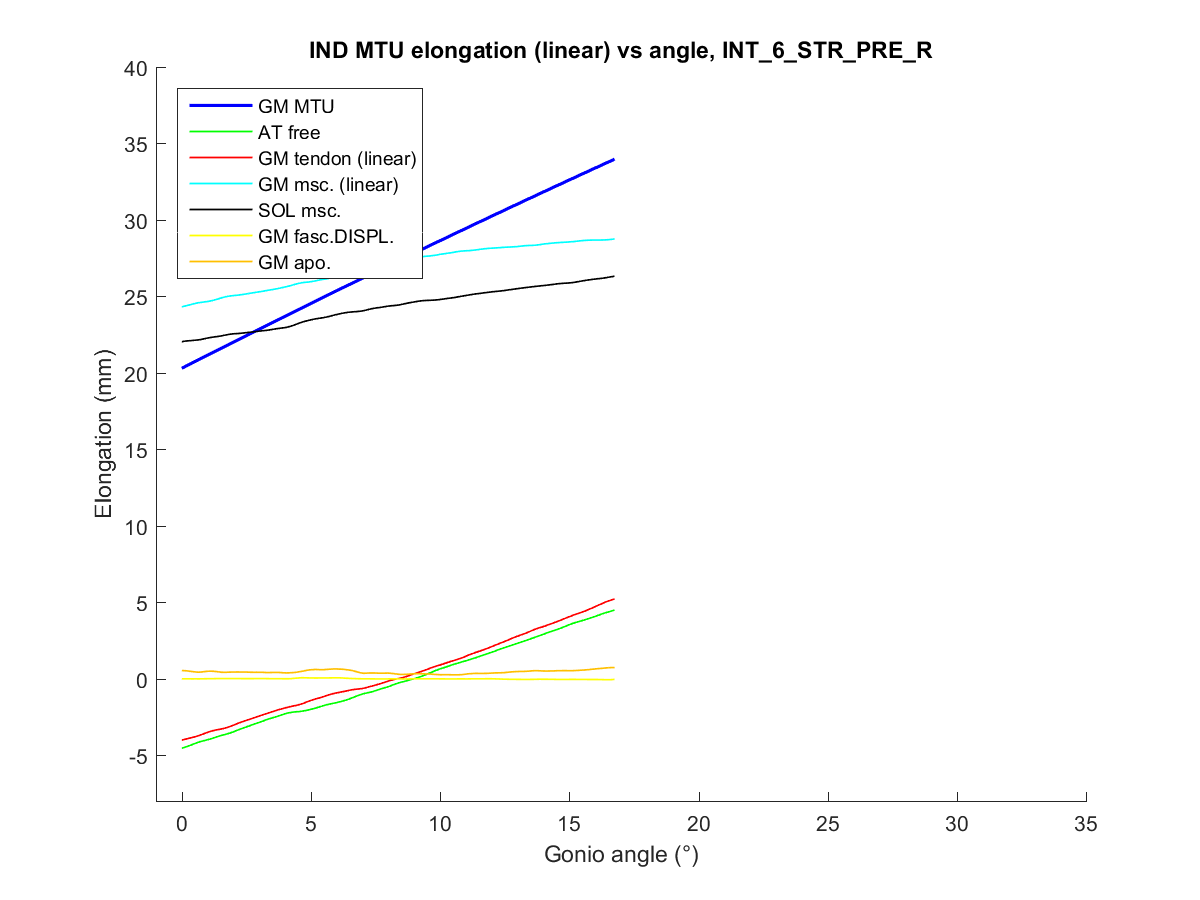 IND MTU elongation (linear) vs angle, INT_6_STR_PRE_R
40
35
30
25
20
15
10
5
0
-5
Elongation (mm)
GM MTU
AT free
GM tendon (linear)
GM msc. (linear)
SOL msc.
GM fasc.DISPL.
GM apo.
0 5 10 15 20 25 30 35
Gonio angle (°)